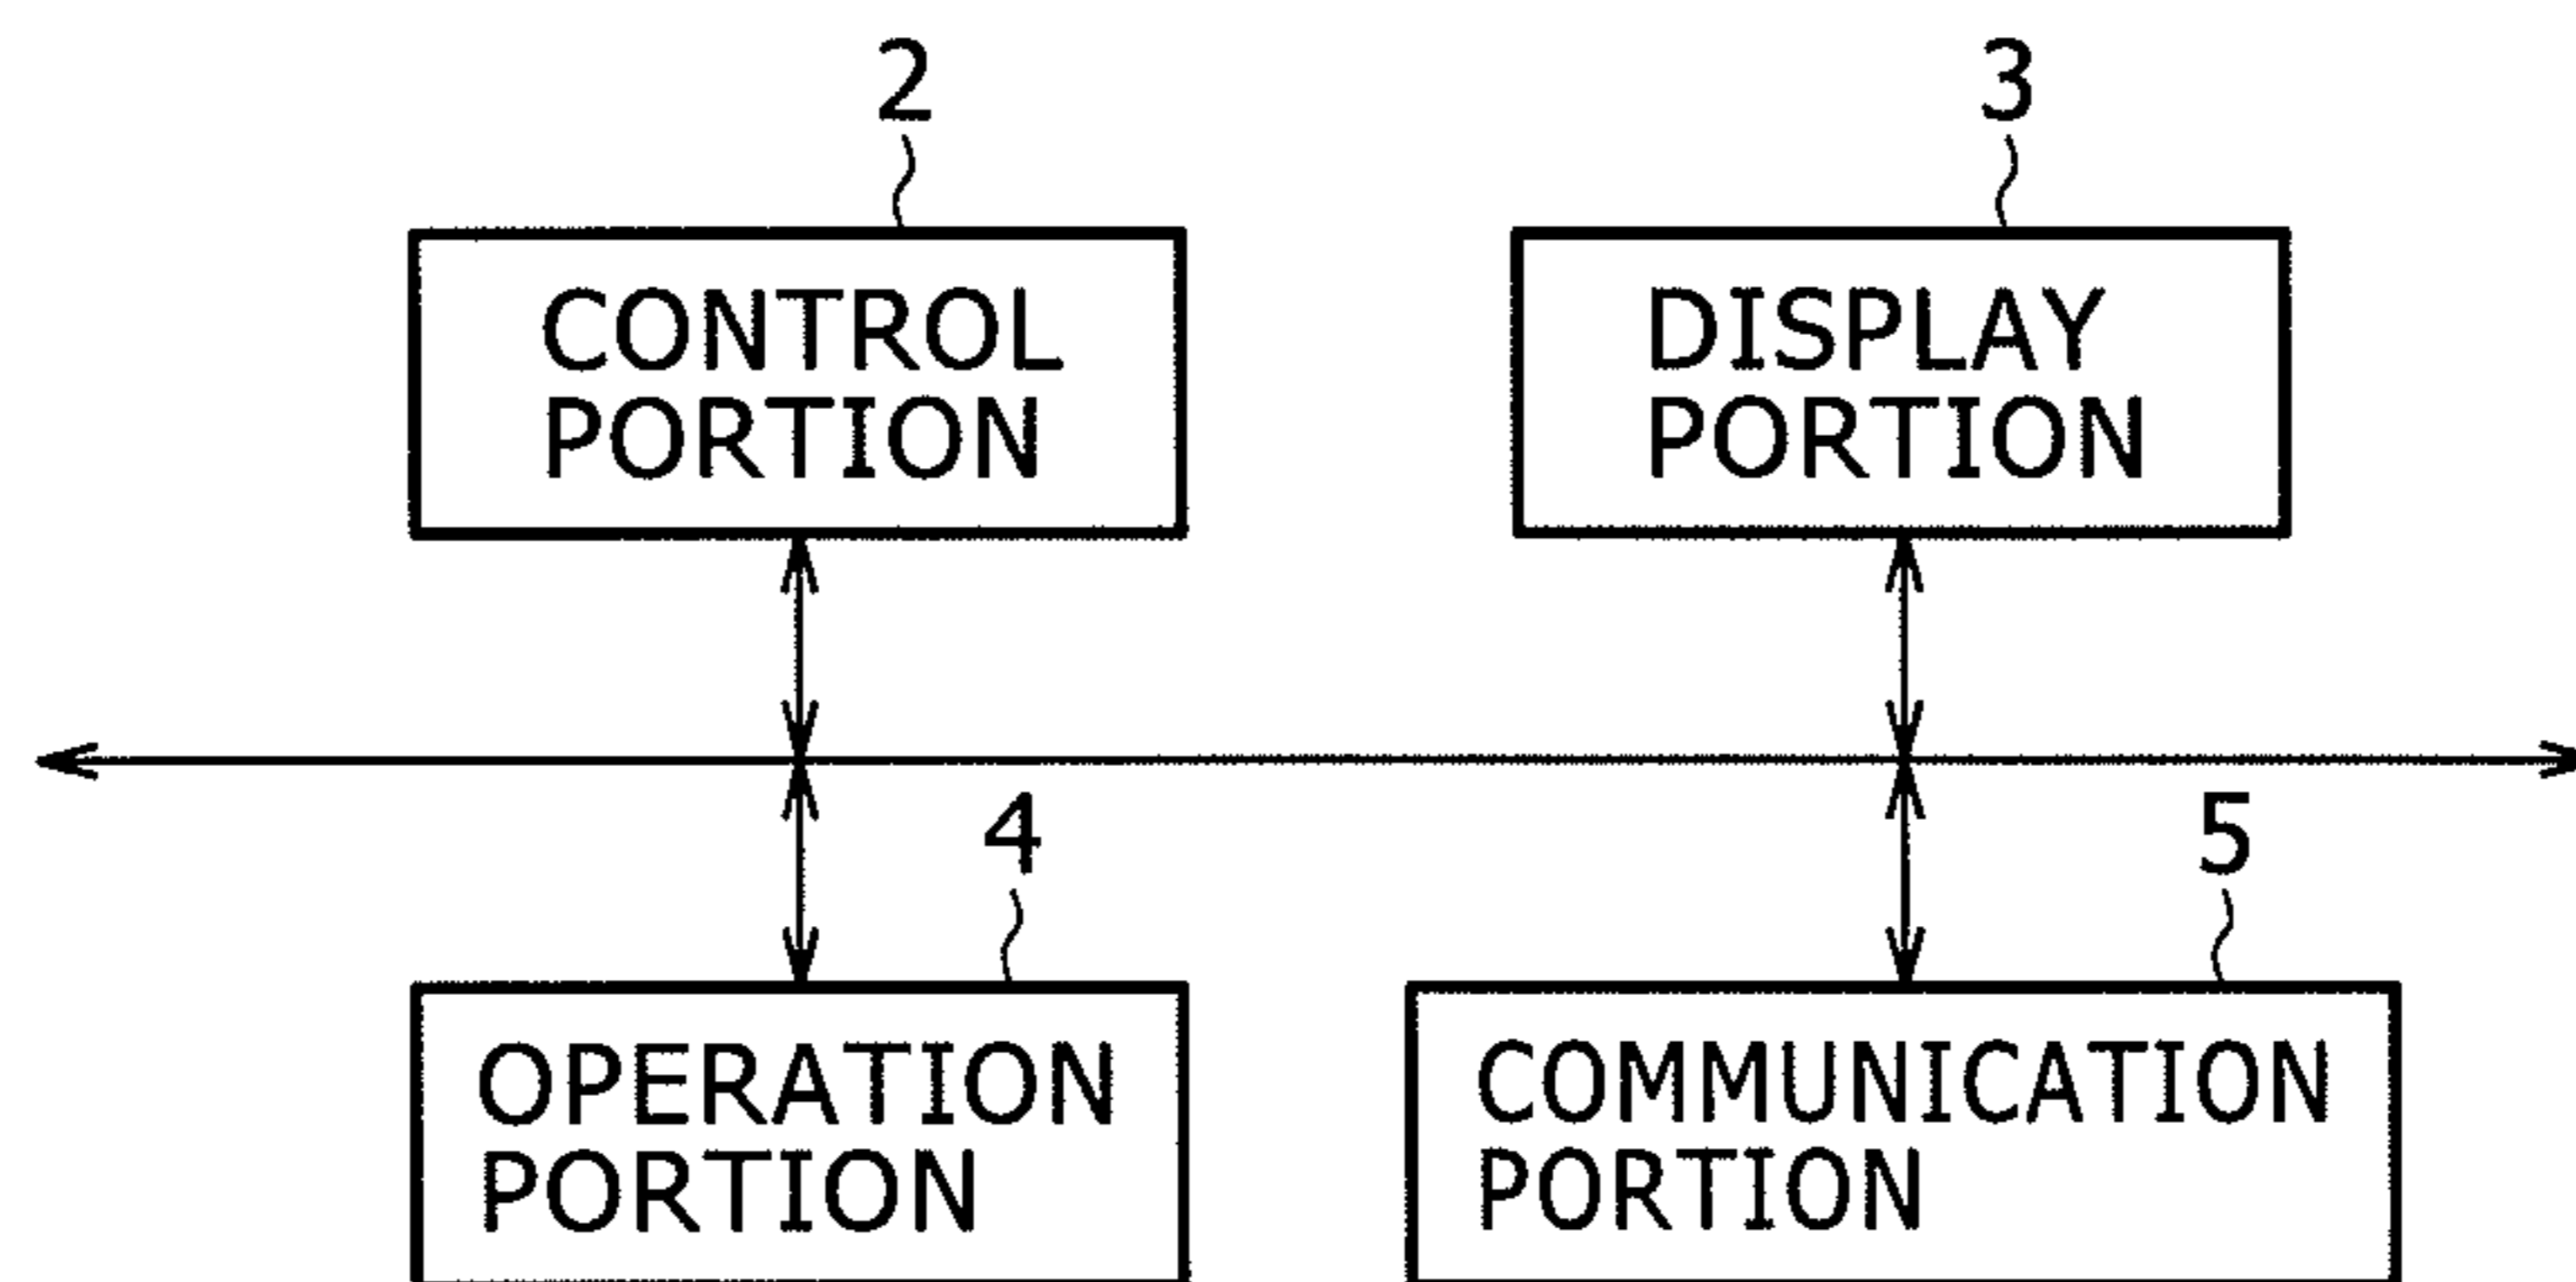 2
CONTROL
PORTION
3
DISPLAY
PORTION
4
OPERATION
PORTION
5
COMMUNICATION
PORTION